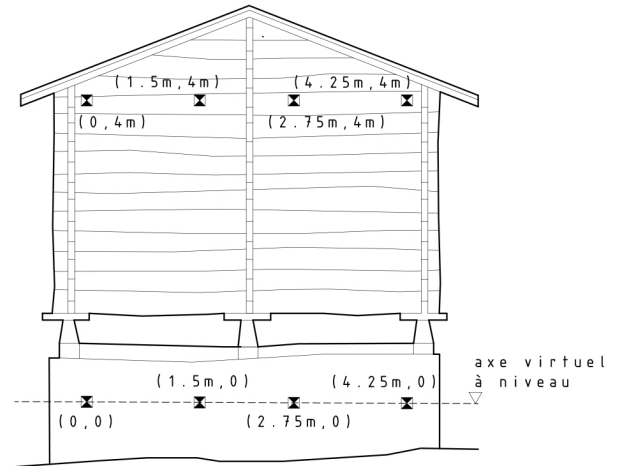 (1.5m,4m)
(4.25m,4m)
(0,4m)
(2.75m,4m)
axe virtuel
à niveau
(1.5m,0)
(4.25m,0)
(0,0)
(2.75m,0)